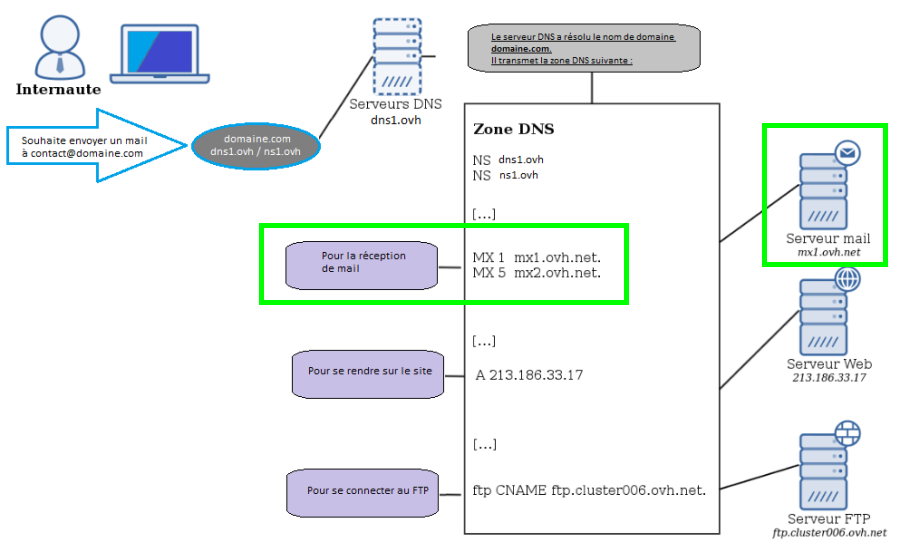 Internaute
Souhaite envoyer un mail
à contact@domaine.com
domaine.com
dns1.ovh / ns1.ovh
Serveurs DNS
dns1.ovh
Le serveur DNS a résolu le nom de domaine
domaine.com.
Il transmet la zone DNS suivante :
Zone DNS
NS dns1.ovh
NS ns1.ovh
[...]
Pour la réception
de mail
MX 1 mx1.ovh.net.
MX 5 mx2.ovh.net.
[...]
Pour se rendre sur le site
A 213.186.33.17
[...]
Pour se connecter au FTP
ftp CNAME ftp.cluster006.ovh.net.
Serveur mail
mx1.ovh.net
Serveur Web
213.186.33.17
Serveur FTP
ftp.cluster006.ovh.net